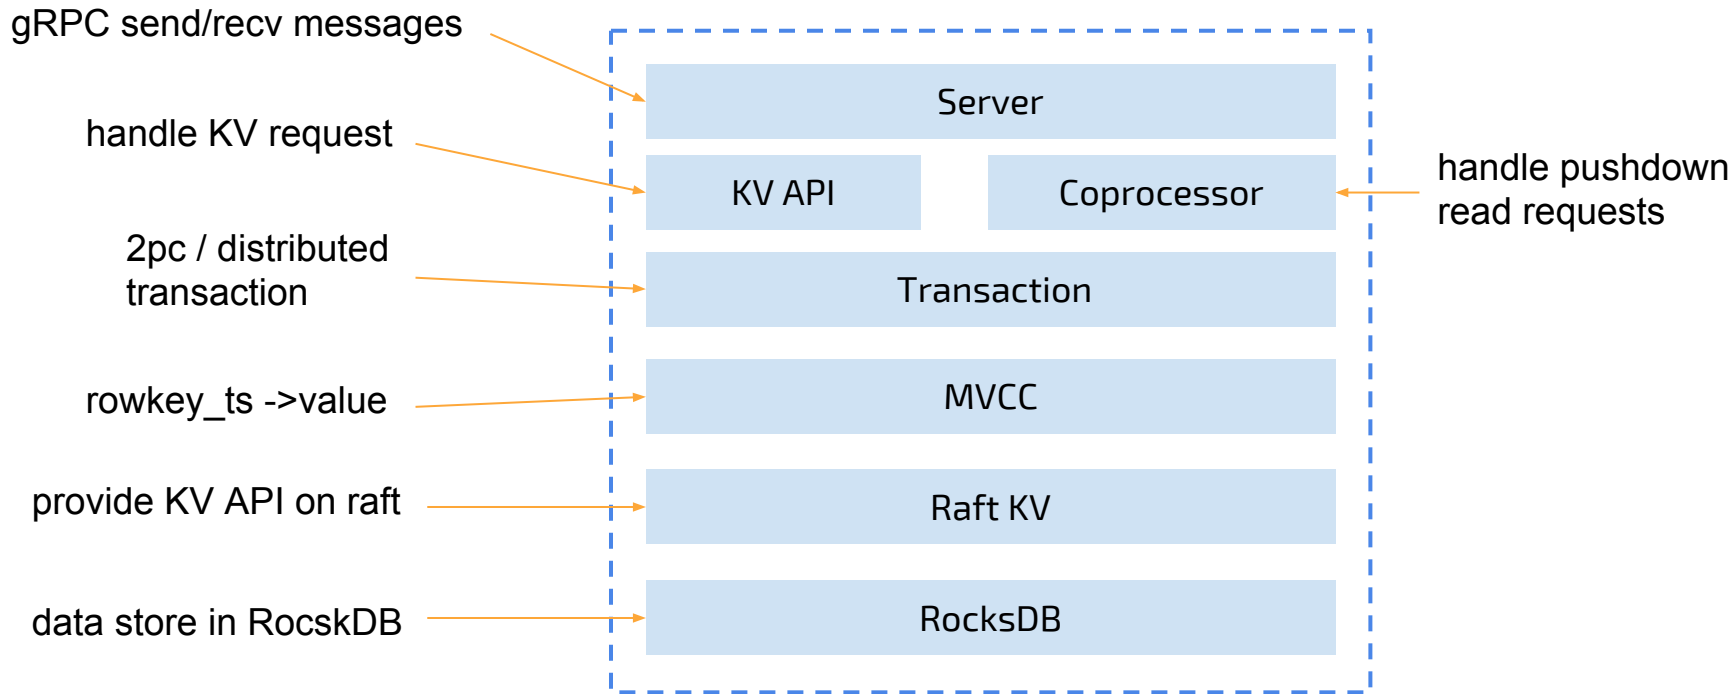 gRPC send/recv messages
Server
handle KV request
KV API
Coprocessor
handle pushdown
read requests
2pc / distributed
transaction
Transaction
rowkey_ts ->value
MVCC
provide KV API on raft
Raft KV
data store in RocskDB
RocksDB